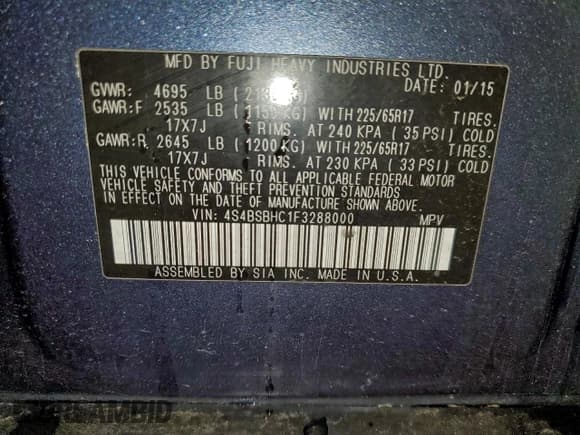 MFD BY FUJI HEAVY INDUSTRIES LTD.
DATE: 01/15
GVWR: 4695 LB
GAWR:F 2535 LB (1150 KG) WITH 225/65R17 TIRES.
17X7J RIMS. AT 240 KPA (35 PSI) COLD
GAWR:R 2645 LB (1200 KG) WITH 225/65R17 TIRES.
17X7J RIMS. AT 230 KPA (33 PSI) COLD
THIS VEHICLE CONFORMS TO ALL APPLICABLE FEDERAL MOTOR
VEHICLE SAFETY AND THEFT PREVENTION STANDARDS
IN EFFECT ON THE DATE OF MANUFACTURE SHOWN ABOVE.
VIN: 4S4BSBHC1F3288000 MPV
ASSEMBLED BY SIA INC. MADE IN U.S.A.